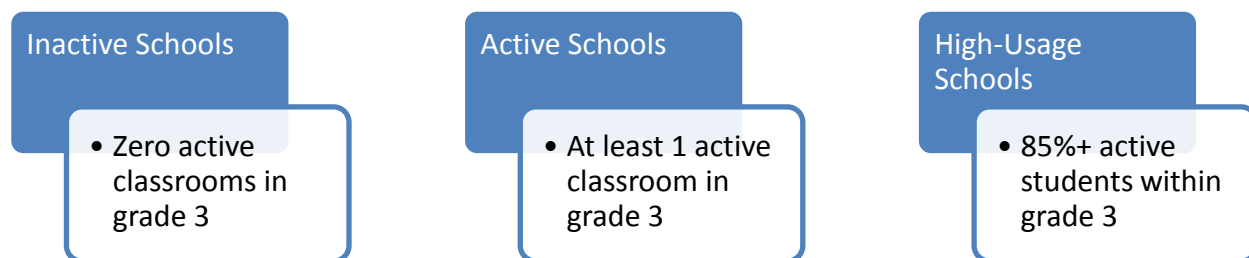 Inactive Schools
• Zero active
classrooms in
grade 3
Active Schools
• At least 1 active
classroom in
grade 3
High-Usage
Schools
• 85%+ active
students within
grade 3